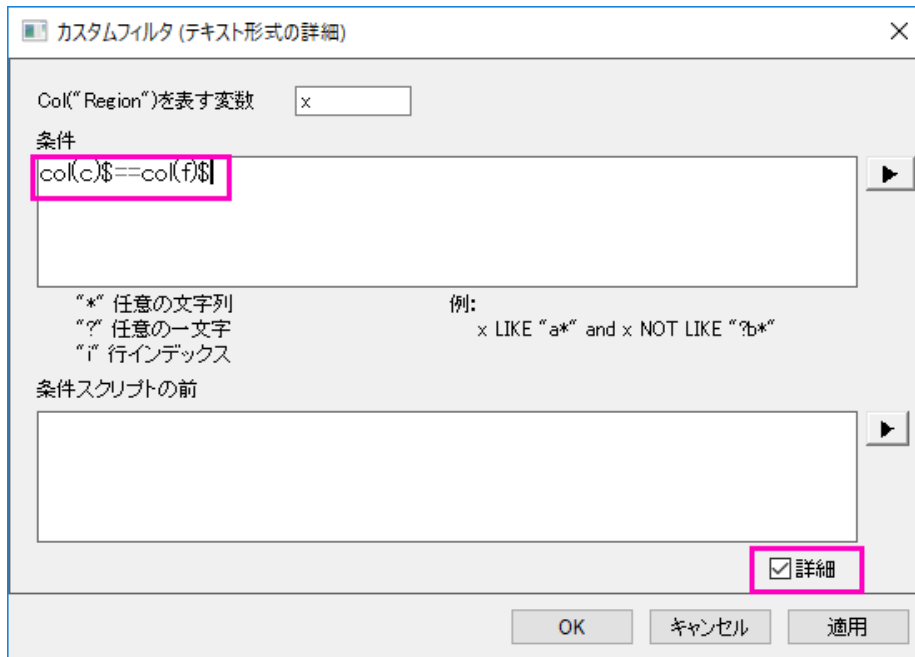 カスタムフィルタ (テキスト形式の詳細)
Col("Region")を表す変数
x
条件
col(c)$==col(f)$
"*" 任意の文字列
"?" 任意の一文字
"i" 行インデックス
例:
x LIKE "a*" and x NOT LIKE "?b*"
条件スクリプトの前
詳細
OK
キャンセル
適用